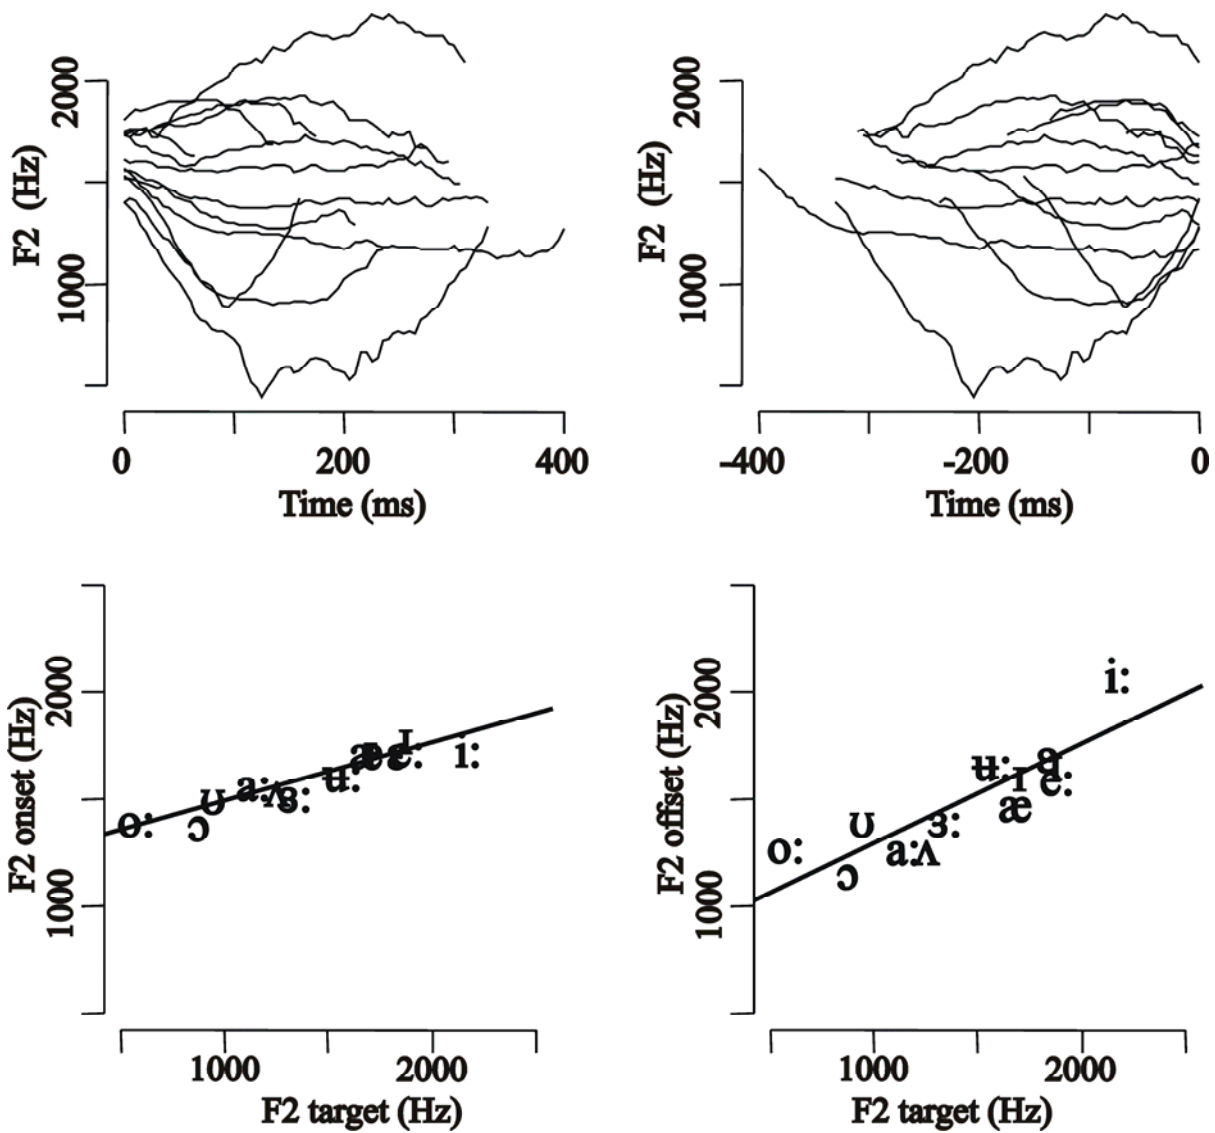 2000
1000
F2 (Hz)
0 200 400
Time (ms)
2000
1000
F2 (Hz)
-400 -200 0
Time (ms)
2000
1000
F2 onset (Hz)
o: ɔ ʊ a: ʌ ɜ: ʉ: æ e: ɪ i:
1000 2000
F2 target (Hz)
2000
1000
F2 offset (Hz)
o: ɔ ʊ a: ʌ ɜ: ʉ: æ ɪ e: i:
1000 2000
F2 target (Hz)